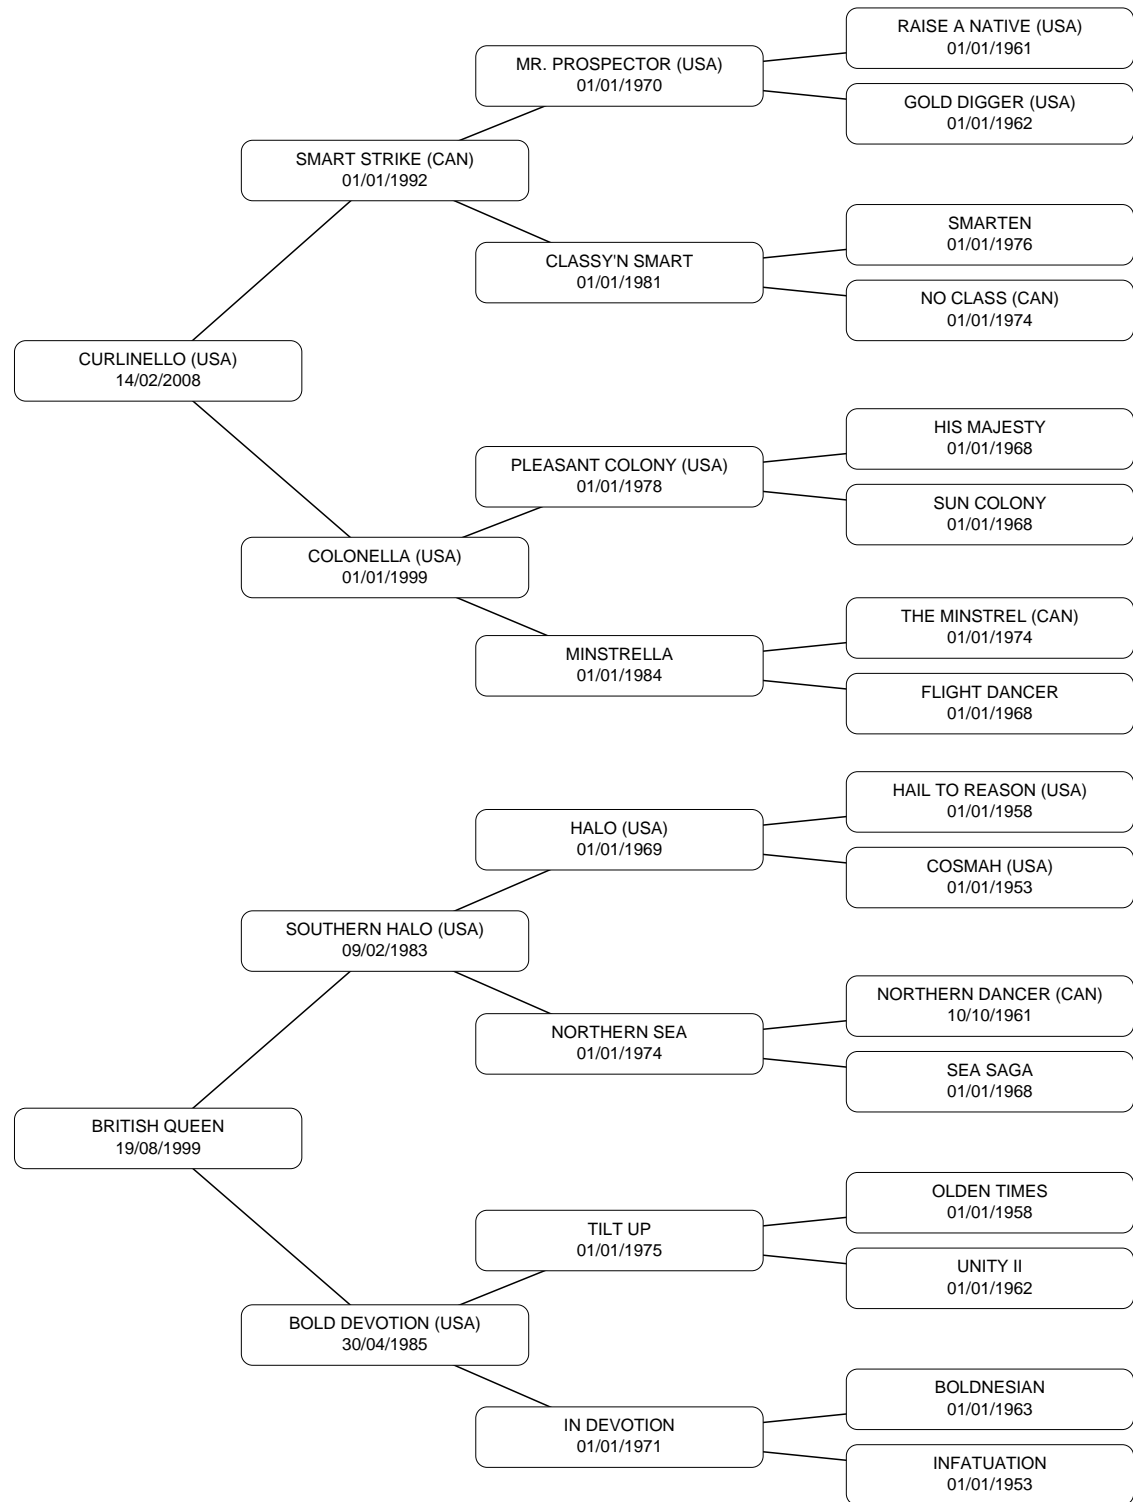 RAISE A NATIVE (USA)
01/01/1961
MR. PROSPECTOR (USA)
01/01/1970
GOLD DIGGER (USA)
01/01/1962
SMART STRIKE (CAN)
01/01/1992
SMARTEN
01/01/1976
CLASSY'N SMART
01/01/1981
NO CLASS (CAN)
01/01/1974
CURLINELLO (USA)
14/02/2008
HIS MAJESTY
01/01/1968
PLEASANT COLONY (USA)
01/01/1978
SUN COLONY
01/01/1968
COLONELLA (USA)
01/01/1999
THE MINSTREL (CAN)
01/01/1974
MINSTRELLA
01/01/1984
FLIGHT DANCER
01/01/1968
HAIL TO REASON (USA)
01/01/1958
HALO (USA)
01/01/1969
COSMAH (USA)
01/01/1953
SOUTHERN HALO (USA)
09/02/1983
NORTHERN DANCER (CAN)
10/10/1961
NORTHERN SEA
01/01/1974
SEA SAGA
01/01/1968
BRITISH QUEEN
19/08/1999
OLDEN TIMES
01/01/1958
TILT UP
01/01/1975
UNITY II
01/01/1962
BOLD DEVOTION (USA)
30/04/1985
BOLDNESIAN
01/01/1963
IN DEVOTION
01/01/1971
INFATUATION
01/01/1953